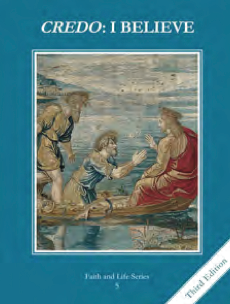 CREDO: I BELIEVE
Faith and Life Series
5
Third Edition